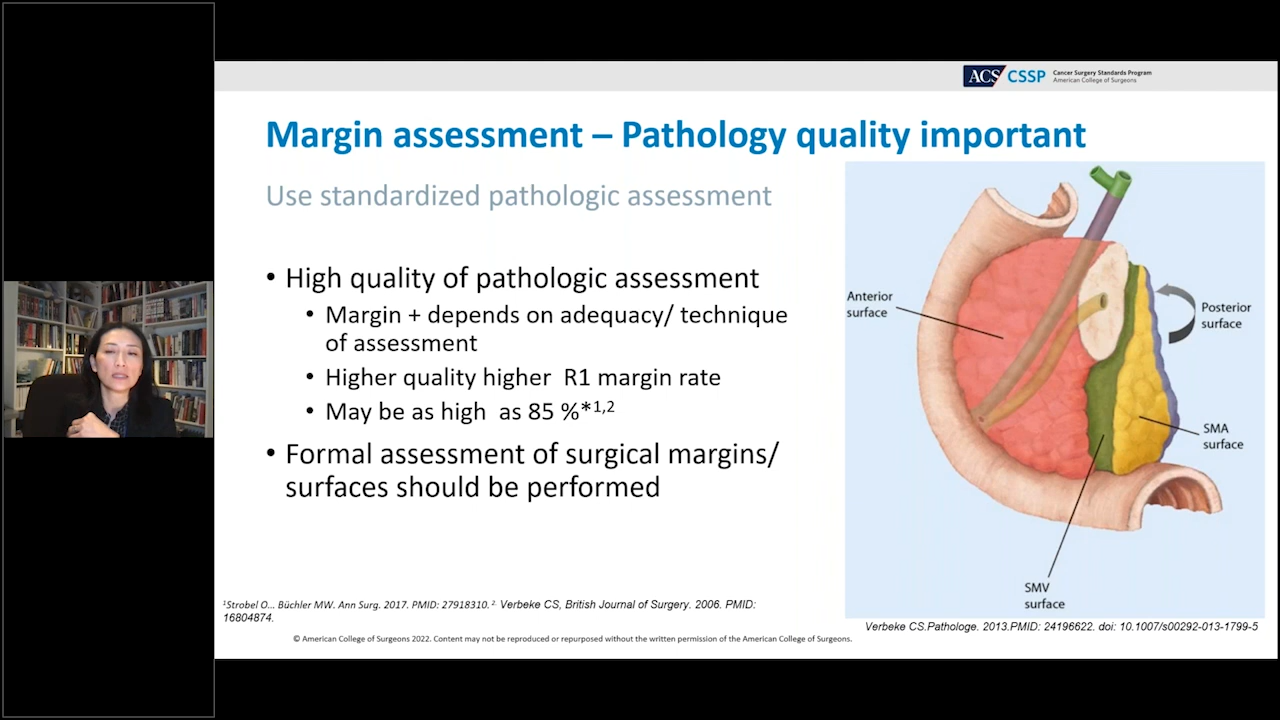 ACS CSSP Cancer Surgery Standards Program
American College of Surgeons
Margin assessment – Pathology quality important
Use standardized pathologic assessment
• High quality of pathologic assessment
• Margin + depends on adequacy/ technique
of assessment
• Higher quality higher R1 margin rate
• May be as high as 85 %*1,2
• Formal assessment of surgical margins/
surfaces should be performed
Anterior
surface
Posterior
surface
SMA
surface
SMV
surface
1Strobel O... Büchler MW. Ann Surg. 2017. PMID: 27918310. 2. Verbeke CS, British Journal of Surgery. 2006. PMID:
16804874.
Verbeke CS.Pathologe. 2013.PMID: 24196622. doi: 10.1007/s00292-013-1799-5
© American College of Surgeons 2022. Content may not be reproduced or repurposed without the written permission of the American College of Surgeons.